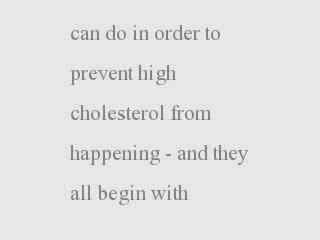 can do in order to
prevent high
cholesterol from
happening - and they
all begin with